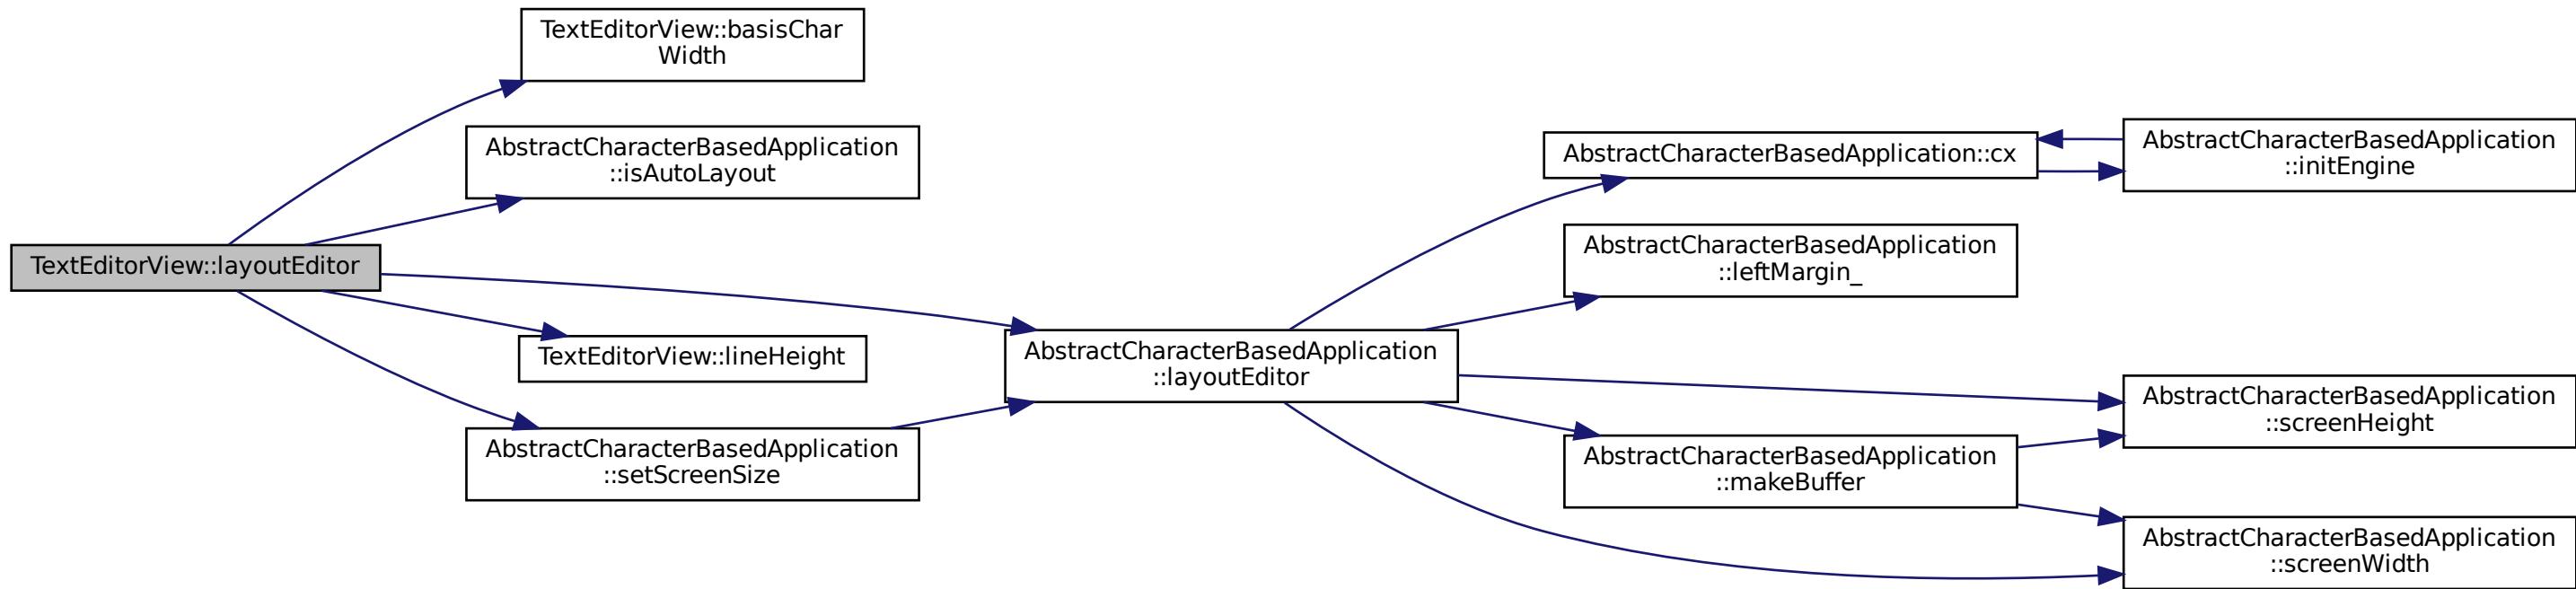 TextEditorView::layoutEditor
TextEditorView::basisChar
Width
AbstractCharacterBasedApplication
::isAutoLayout
TextEditorView::lineHeight
AbstractCharacterBasedApplication
::setScreenSize
AbstractCharacterBasedApplication
::layoutEditor
AbstractCharacterBasedApplication::cx
AbstractCharacterBasedApplication
::leftMargin_
AbstractCharacterBasedApplication
::makeBuffer
AbstractCharacterBasedApplication
::initEngine
AbstractCharacterBasedApplication
::screenHeight
AbstractCharacterBasedApplication
::screenWidth